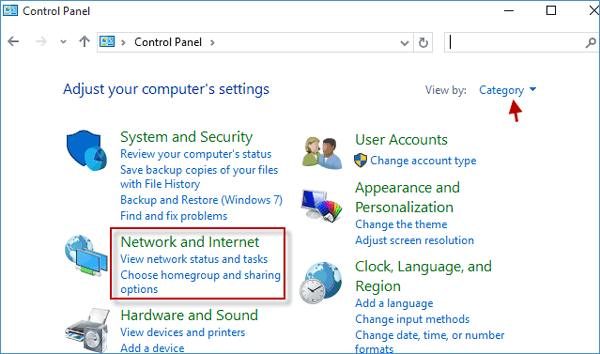 Control Panel
Control Panel
Adjust your computer's settings
View by: Category
System and Security
Review your computer's status
Save backup copies of your files
with File History
Backup and Restore (Windows 7)
Find and fix problems
Network and Internet
View network status and tasks
Choose homegroup and sharing
options
Hardware and Sound
View devices and printers
Add a device
User Accounts
Change account type
Appearance and
Personalization
Change the theme
Adjust screen resolution
Clock, Language, and
Region
Add a language
Change input methods
Change date, time, or number
formats